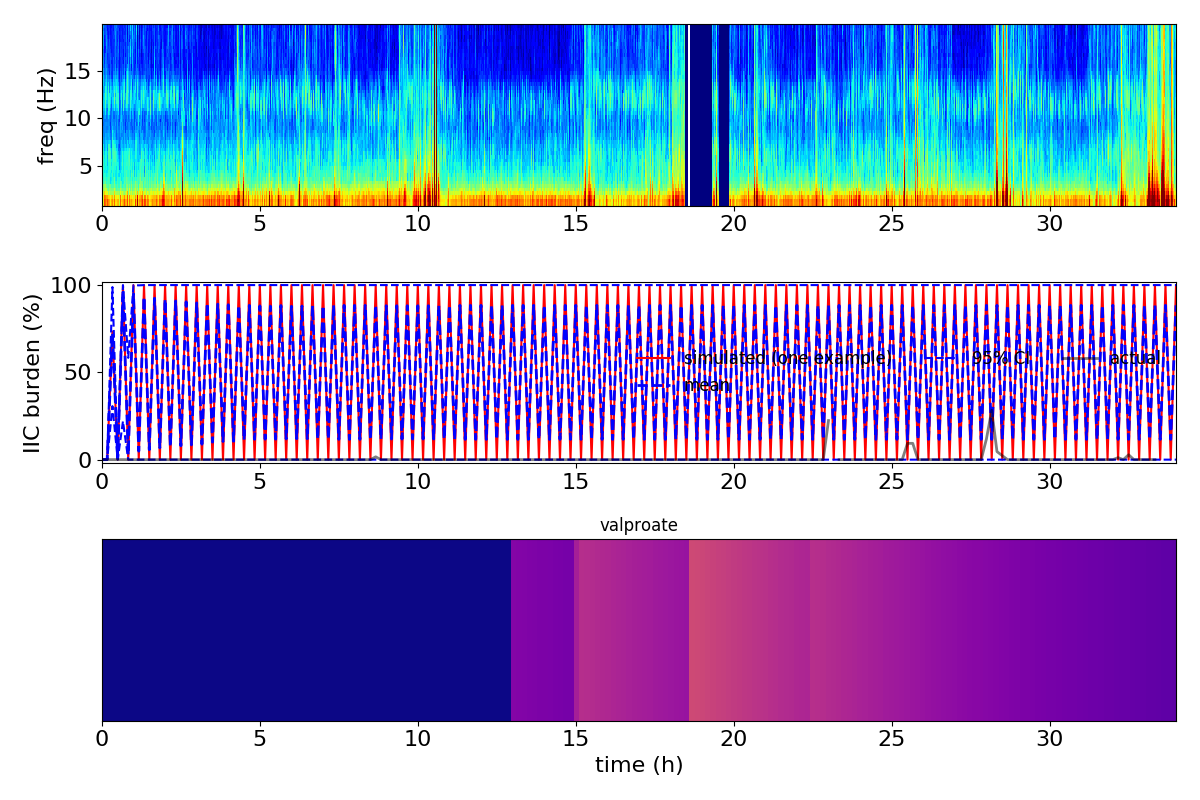 freq (Hz)
15
10
5
0 5 10 15 20 25 30
IIC burden (%)
100
50
0
simulated (one example) 95% CI actual
mean
0 5 10 15 20 25 30
valproate
0 5 10 15 20 25 30
time (h)